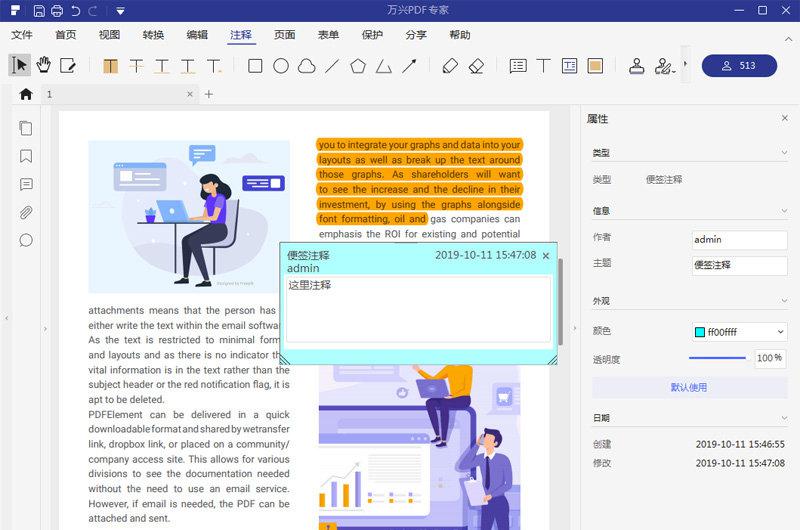 万兴PDF专家
文件 首页 视图 转换 编辑 注释 页面 表单 保护 分享 帮助
513
1
you to integrate your graphs and data into your
layouts as well as break up the text around
those graphs. As shareholders will want
to see the increase and the decline in their
investment, by using the graphs alongside
font formatting, oil and gas companies can
emphasis the ROI for existing and potential
Designed by Freepik
便签注释 2019-10-11 15:47:08
admin
这里注释
attachments means that the person has
either write the text within the email softwa
As the text is restricted to minimal form
and layouts and as there is no indicator th
vital information is in the text rather than the
subject header or the red notification flag, it is
apt to be deleted.
PDFElement can be delivered in a quick
downloadable format and shared by wetransfer
link, dropbox link, or placed on a community/
company access site. This allows for various
divisions to see the documentation needed
without the need to use an email service.
However, if email is needed, the PDF can be
attached and sent.
属性
类型
类型 便签注释
信息
作者 admin
主题 便签注释
外观
颜色 ff00ffff
透明度 100%
默认使用
日期
创建 2019-10-11 15:46:55
修改 2019-10-11 15:47:08